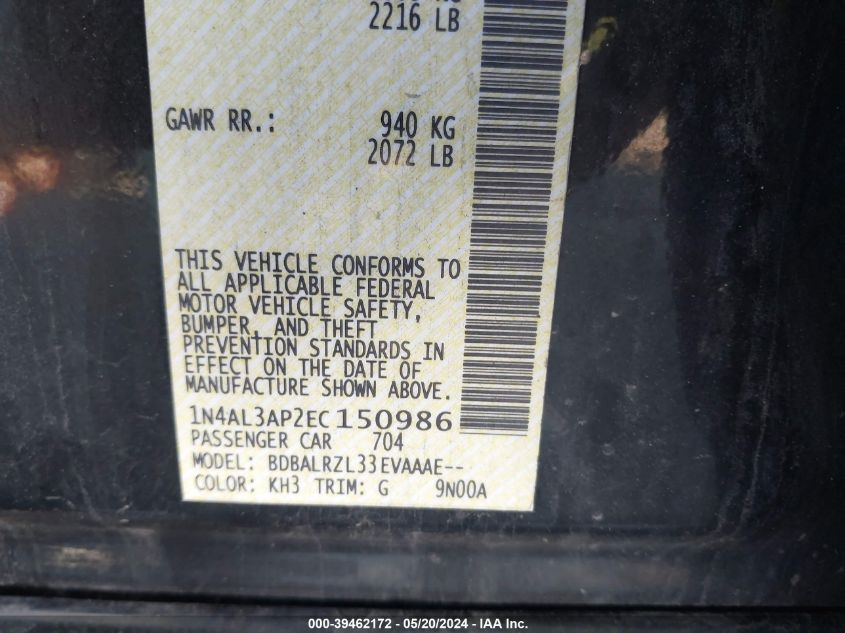 2216 LB
GAWR RR.: 940 KG
2072 LB
THIS VEHICLE CONFORMS TO
ALL APPLICABLE FEDERAL
MOTOR VEHICLE SAFETY,
BUMPER, AND THEFT
PREVENTION STANDARDS IN
EFFECT ON THE DATE OF
MANUFACTURE SHOWN ABOVE.
1N4AL3AP2EC150986
PASSENGER CAR 704
MODEL: BDBALRZL33EVAAAE--
COLOR: KH3 TRIM: G 9N00A
000-39462172 - 05/20/2024 - IAA Inc.